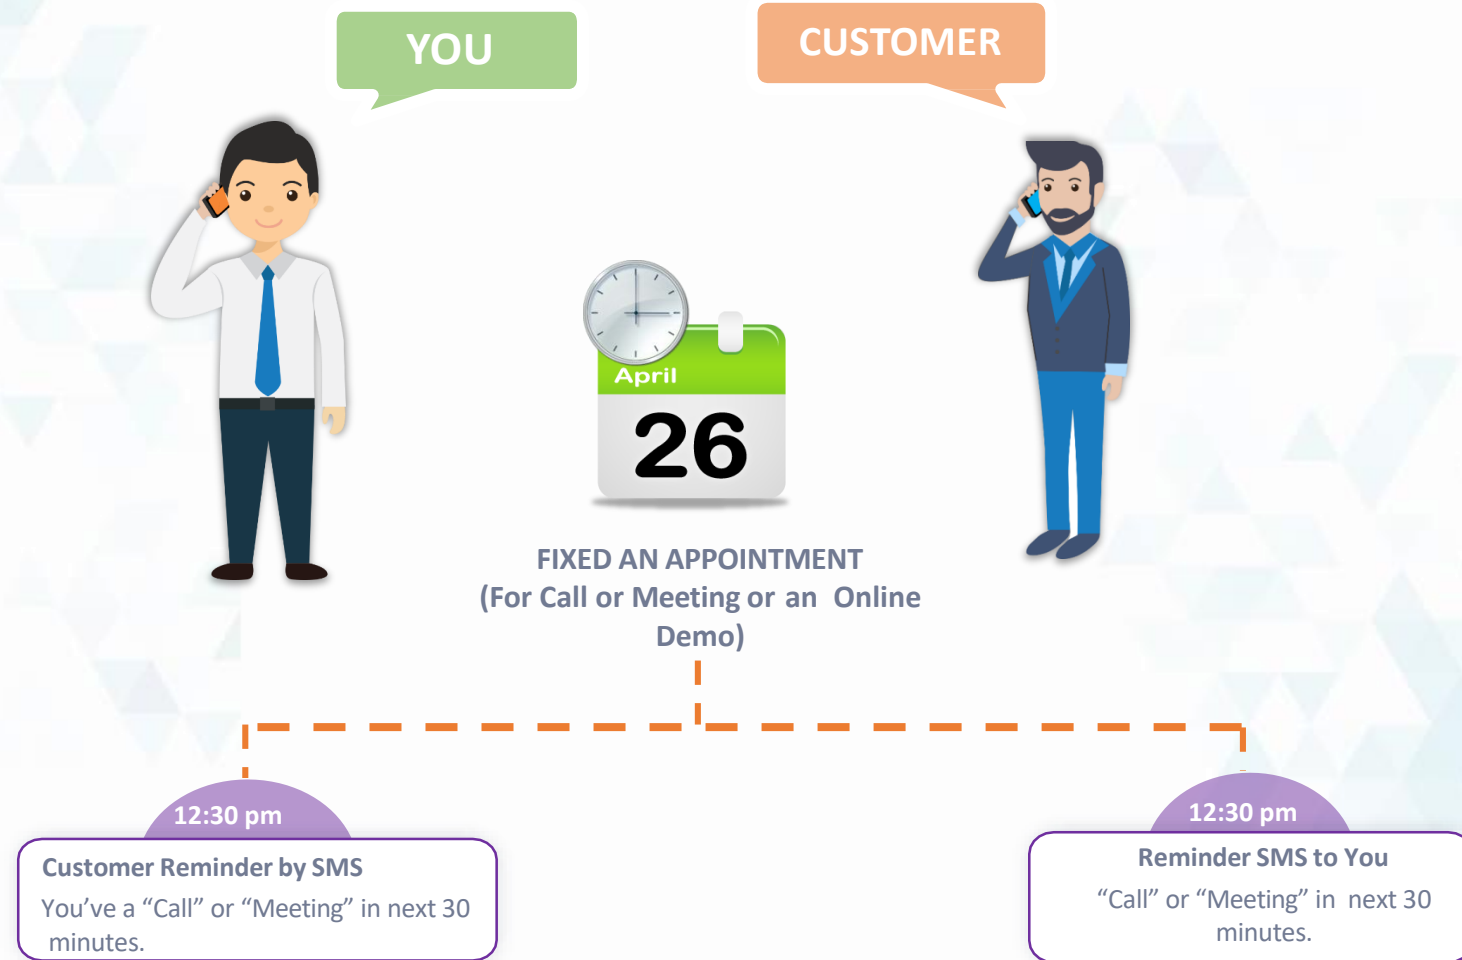 YOU
CUSTOMER
April
26
FIXED AN APPOINTMENT
(For Call or Meeting or an Online
Demo)
12:30 pm
Customer Reminder by SMS
You’ve a “Call” or “Meeting” in next 30
minutes.
12:30 pm
Reminder SMS to You
“Call” or “Meeting” in next 30
minutes.